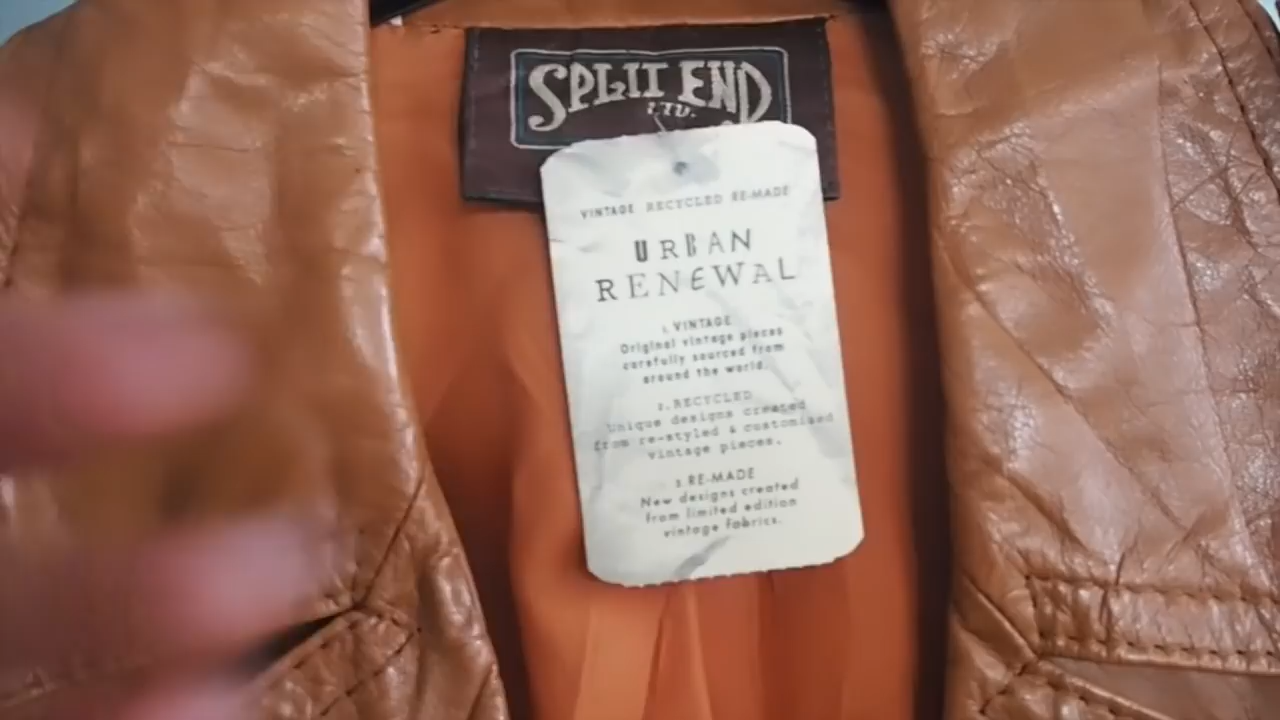 SPLIT END
LTD.
VINTAGE RECYCLED RE-MADE
URBAN
RENEWAL
1. VINTAGE
Original vintage pieces
carefully sourced from
around the world.
2. RECYCLED
Unique designs created
from re-styled & customised
vintage pieces.
3. RE-MADE
New designs created
from limited edition
vintage fabrics.